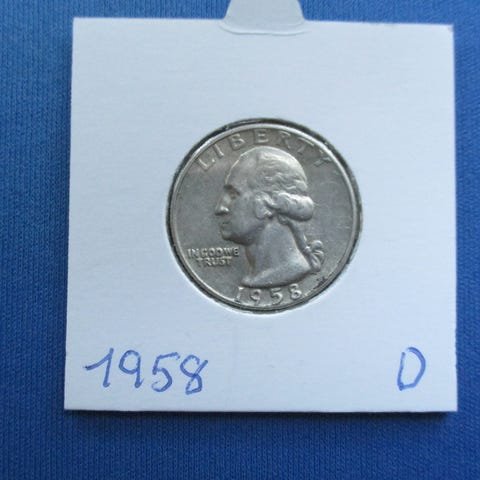 LIBERTY
IN GOD WE
TRUST
1958
1958 D